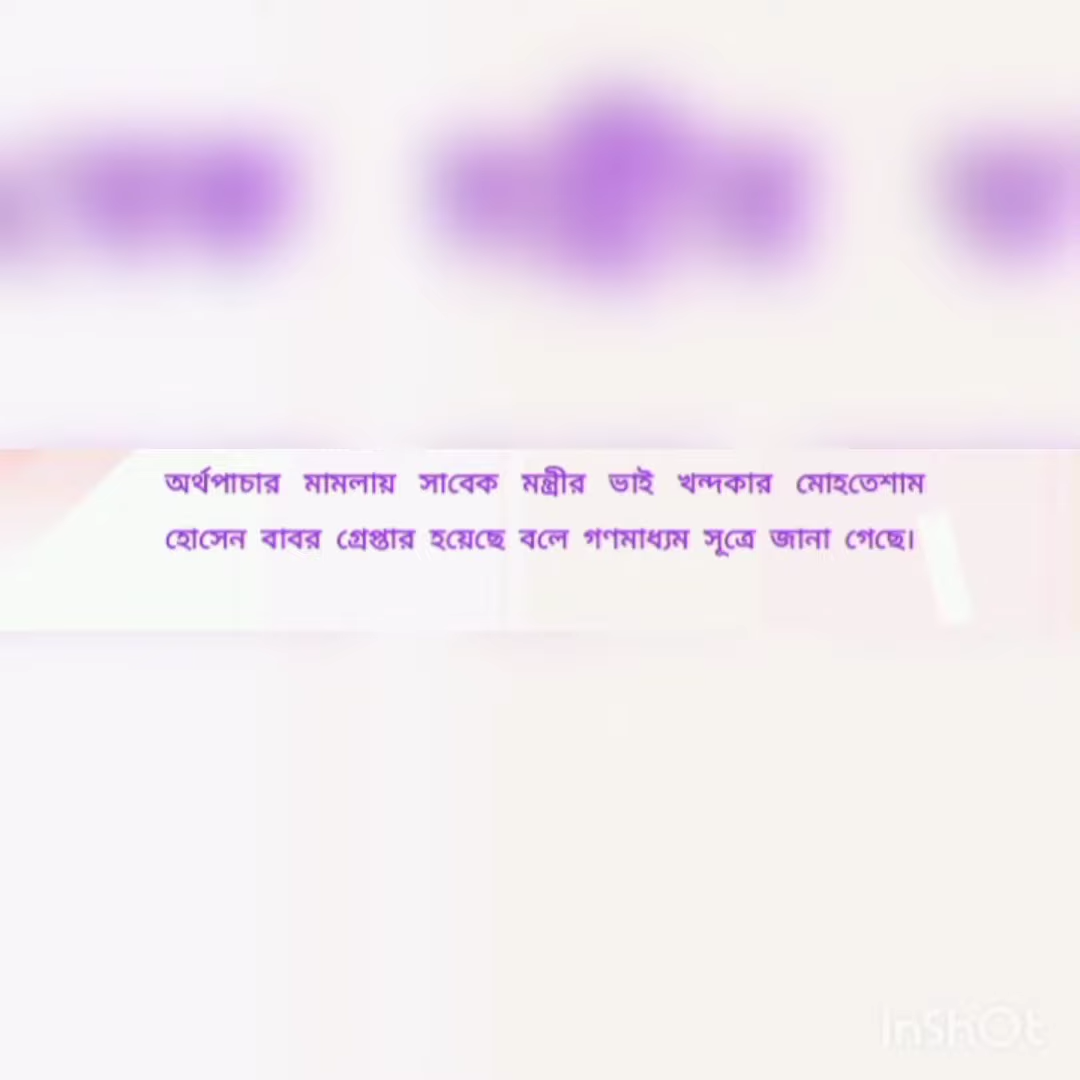 অর্থপাচার মামলায় সাবেক মন্ত্রীর ভাই খন্দকার মোহতেশাম
হোসেন বাবর গ্রেপ্তার হয়েছে বলে গণমাধ্যম সূত্রে জানা গেছে।
InShOt